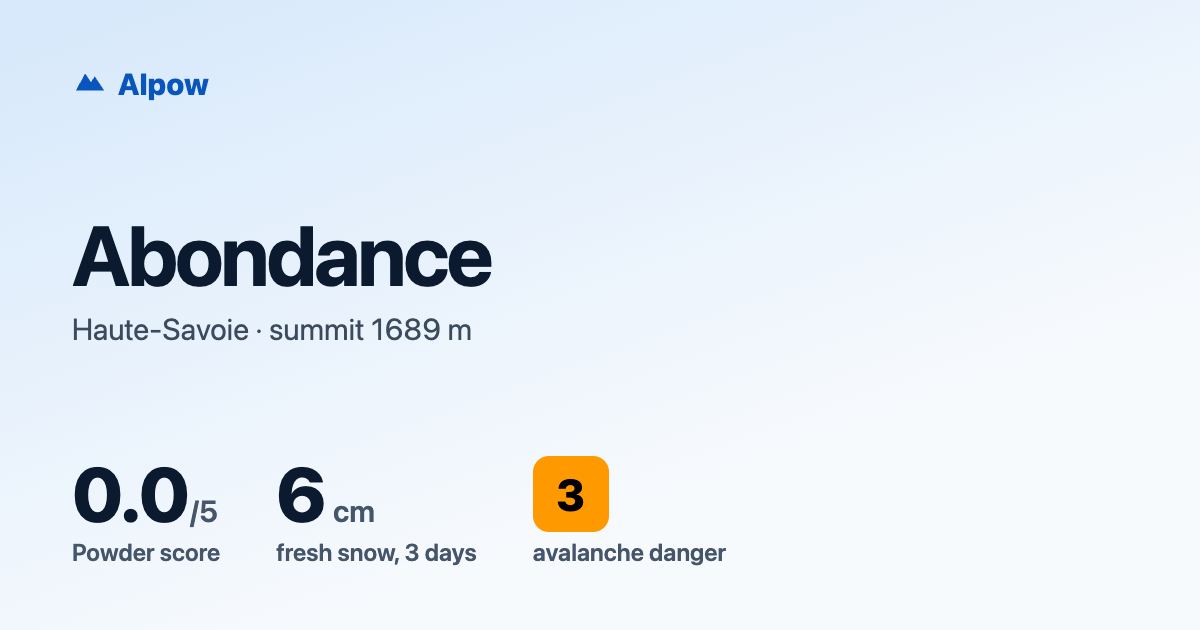 Alpow
Abondance
Haute-Savoie · summit 1689 m
0.0/5
Powder score
6 cm
fresh snow, 3 days
3
avalanche danger